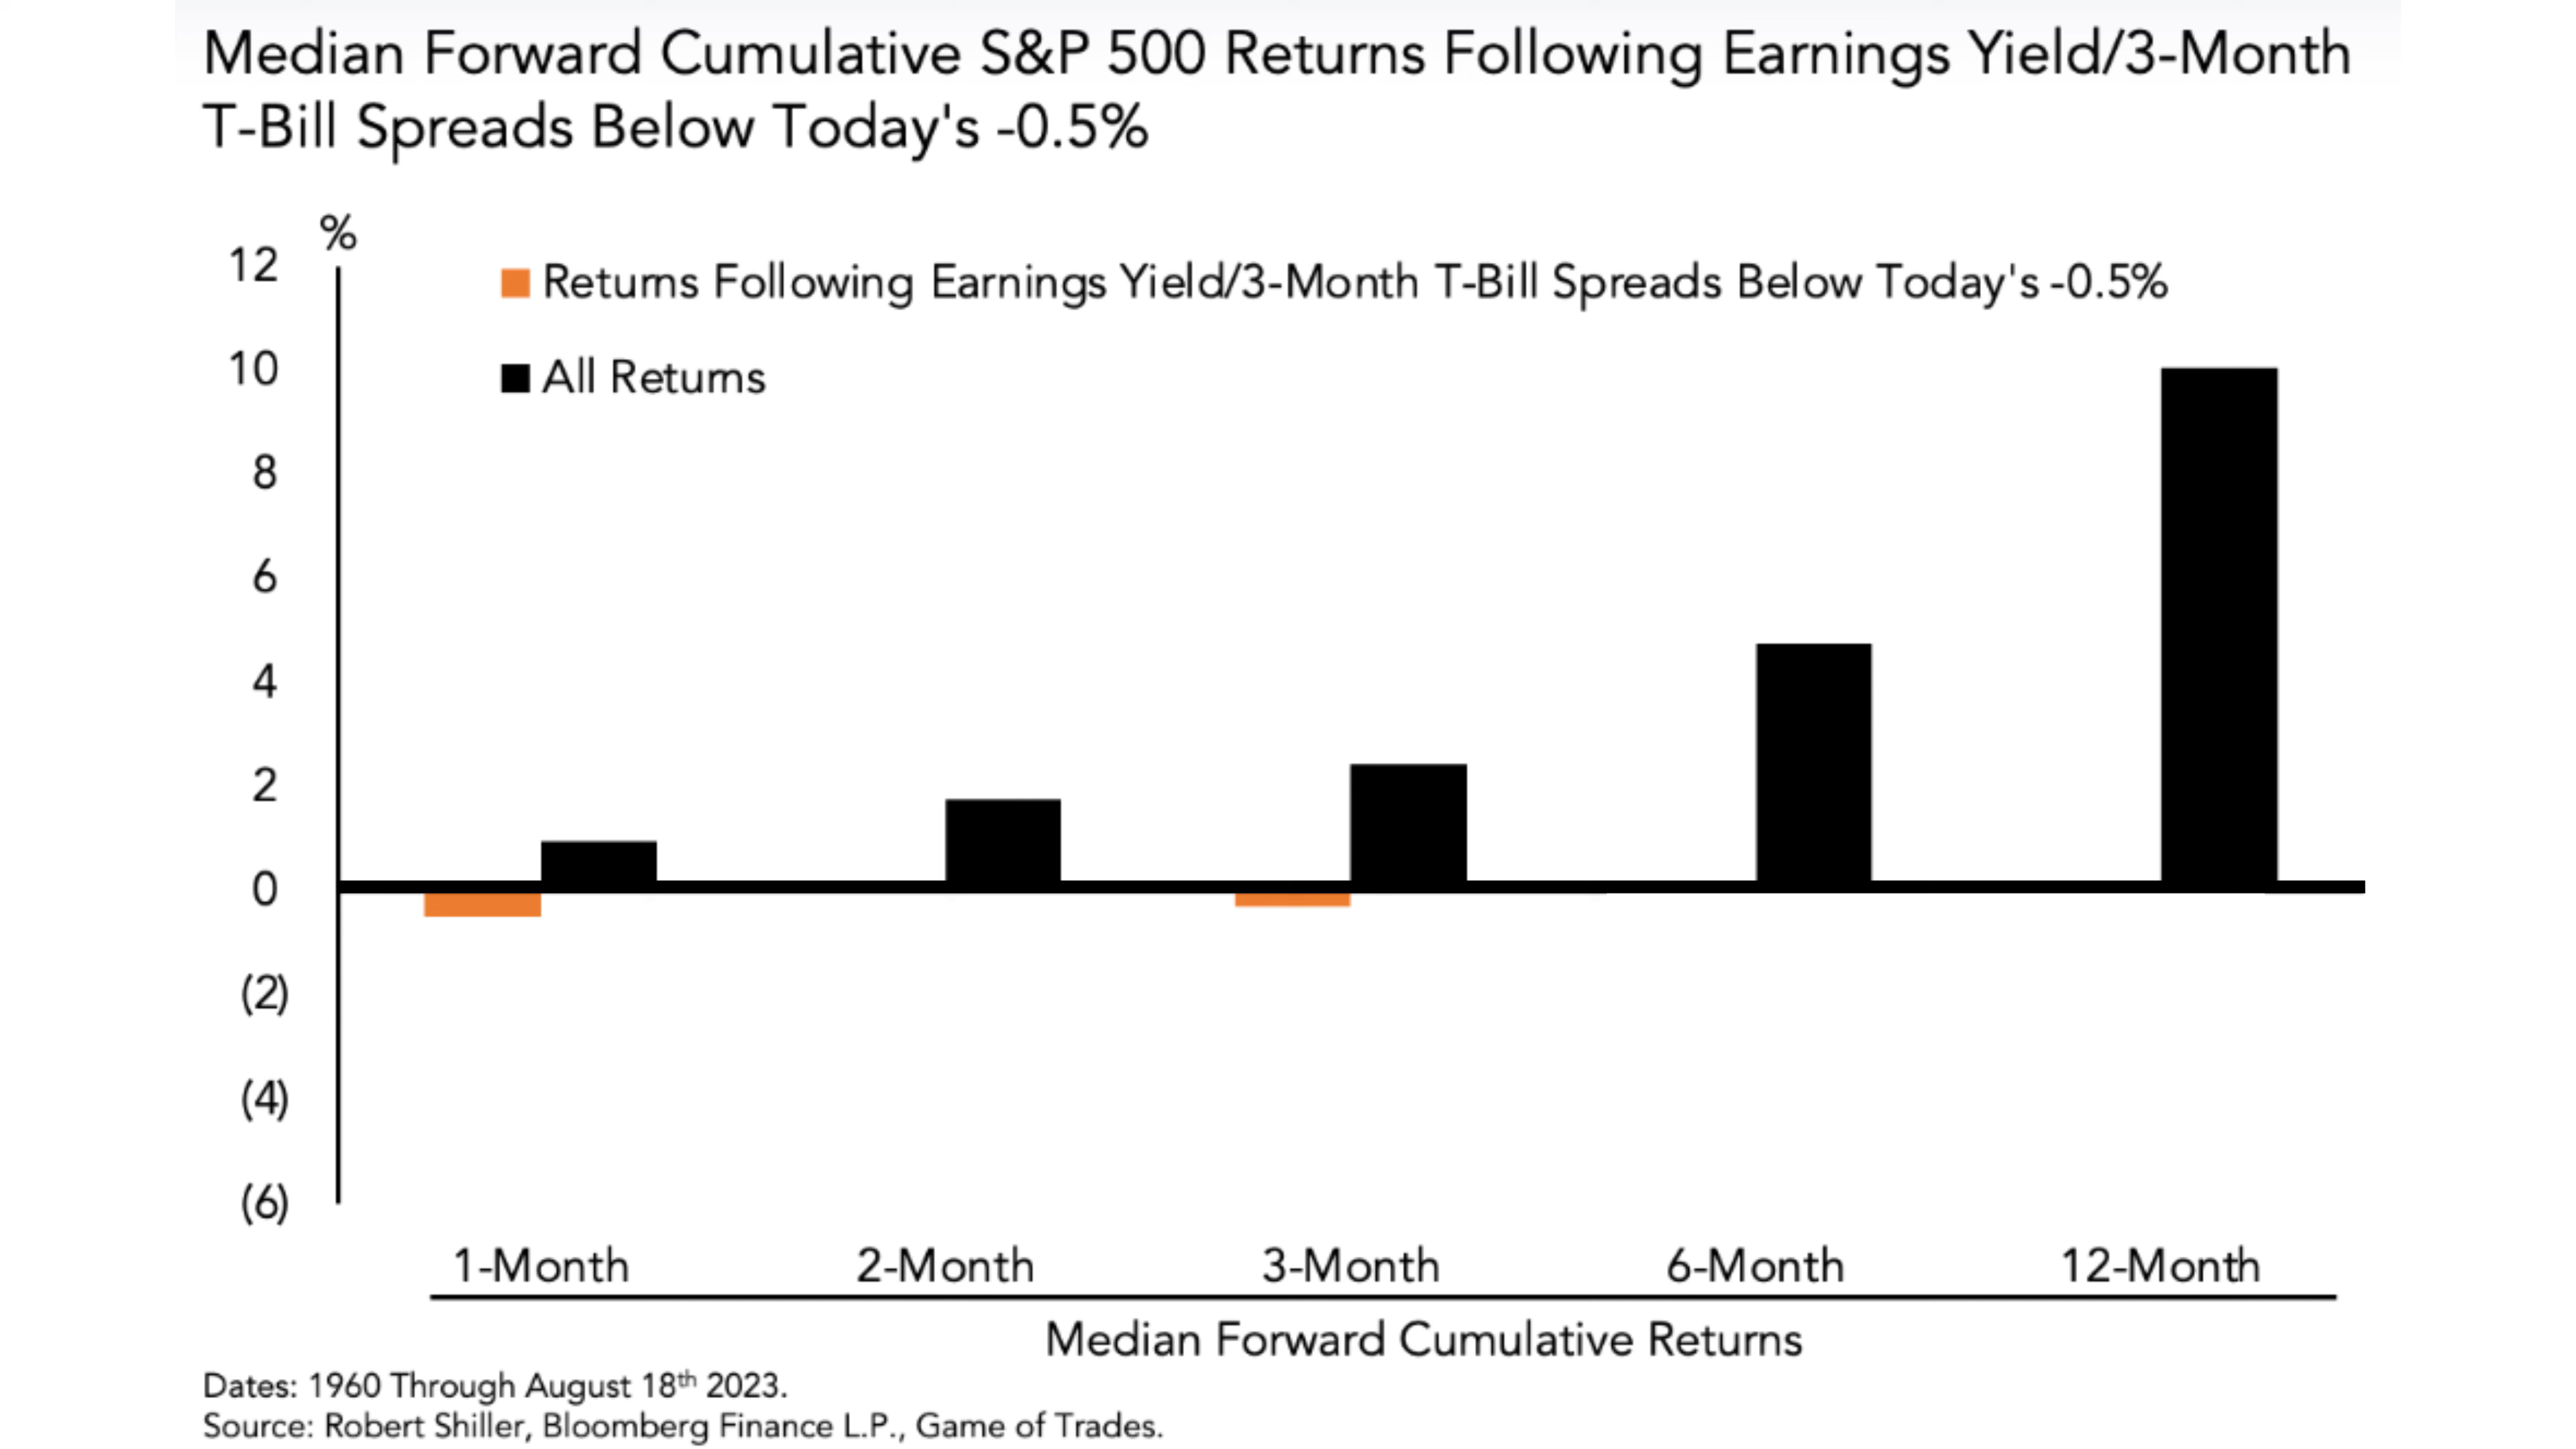 Median Forward Cumulative S&P 500 Returns Following Earnings Yield/3-Month
T-Bill Spreads Below Today's -0.5%
%
12
10
8
6
4
2
0
(2)
(4)
(6)
Returns Following Earnings Yield/3-Month T-Bill Spreads Below Today's -0.5%
All Returns
1-Month
2-Month
3-Month
6-Month
12-Month
Median Forward Cumulative Returns
Dates: 1960 Through August 18th 2023.
Source: Robert Shiller, Bloomberg Finance L.P., Game of Trades.